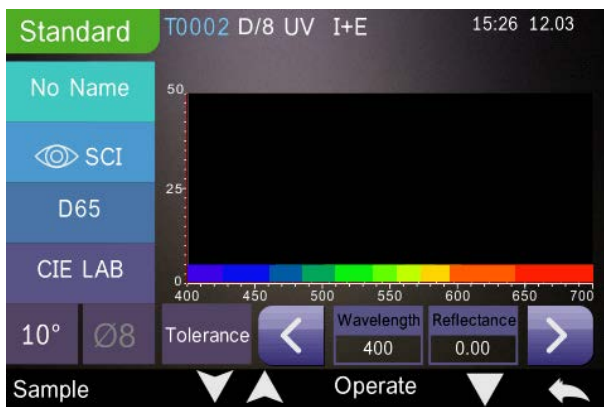 Standard T0002 D/8 UV I+E 15:26 12.03
No Name
SCI
D65
CIE LAB
50
25
0
400 450 500 550 600 650 700
10° Ø8 Tolerance Wavelength Reflectance
400 0.00
Sample Operate